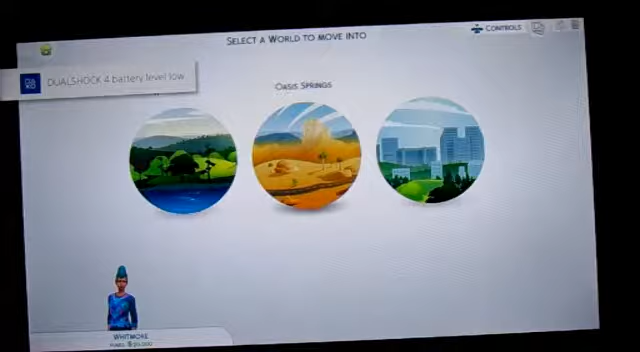 SELECT A WORLD TO MOVE INTO
CONTROLS
DUALSHOCK 4 battery level low
OASIS SPRINGS
WHITMORE